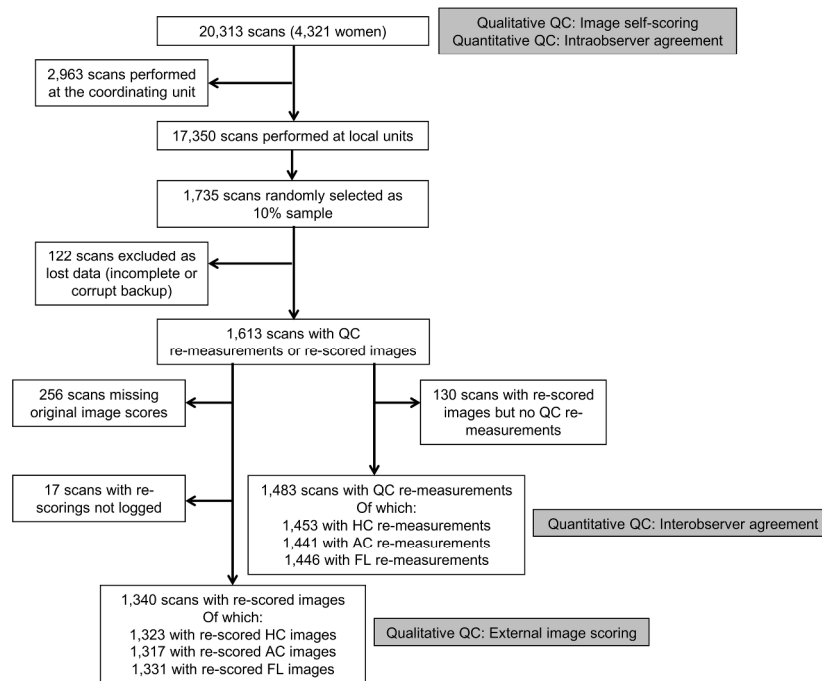 20,313 scans (4,321 women)
Qualitative QC: Image self-scoring
Quantitative QC: Intraobserver agreement
2,963 scans performed
at the coordinating unit
17,350 scans performed at local units
1,735 scans randomly selected as
10% sample
122 scans excluded as
lost data (incomplete or
corrupt backup)
1,613 scans with QC
re-measurements or re-scored images
256 scans missing
original image scores
130 scans with re-scored
images but no QC re-
measurements
17 scans with re-
scorings not logged
1,483 scans with QC re-measurements
Of which:
1,453 with HC re-measurements
1,441 with AC re-measurements
1,446 with FL re-measurements
Quantitative QC: Interobserver agreement
1,340 scans with re-scored images
Of which:
1,323 with re-scored HC images
1,317 with re-scored AC images
1,331 with re-scored FL images
Qualitative QC: External image scoring